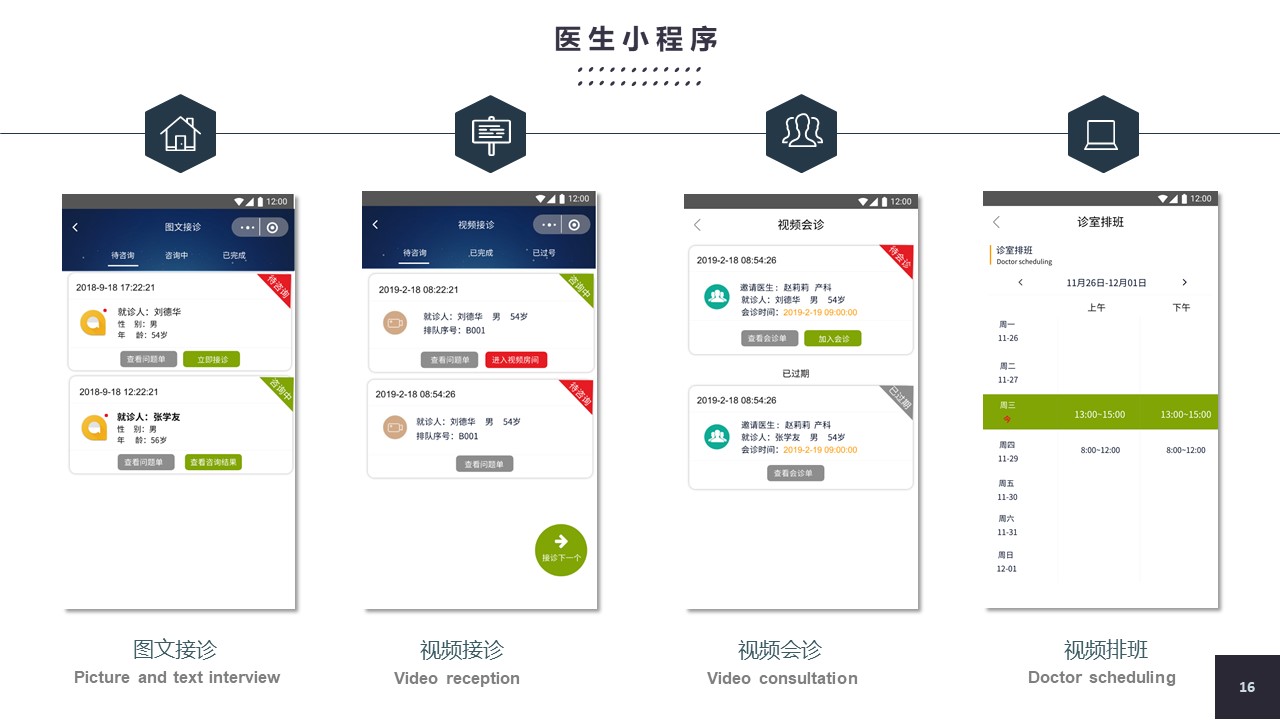 医生小程序
12:00
图文接诊
待咨询 咨询中 已完成
2018-9-18 17:22:21
待咨询
就诊人：刘德华
性 别：男
年 龄：54岁
查看问题单 立即接诊
2018-9-18 12:22:21
咨询中
就诊人：张学友
性 别：男
年 龄：56岁
查看问题单 查看咨询结果
图文接诊
Picture and text interview
12:00
视频接诊
待咨询 已完成 已过号
2019-2-18 08:22:21
咨询中
就诊人：刘德华 男 54岁
排队序号：B001
查看问题单 进入视频房间
2019-2-18 08:54:26
待咨询
就诊人：刘德华 男 54岁
排队序号：B001
查看问题单
接诊下一个
视频接诊
Video reception
12:00
视频会诊
2019-2-18 08:54:26
待会诊
邀请医生：赵莉莉 产科
就诊人：刘德华 男 54岁
会诊时间：2019-2-19 09:00:00
查看会诊单 加入会诊
已过期
2019-2-18 08:54:26
已过期
邀请医生：赵莉莉 产科
就诊人：张学友 男 54岁
会诊时间：2019-2-19 09:00:00
查看会诊单
视频会诊
Video consultation
12:00
诊室排班
诊室排班
Doctor scheduling
11月26日-12月01日
上午 下午
周一
11-26
周二
11-27
周三
今
13:00~15:00 13:00~15:00
周四
11-29
8:00~12:00 8:00~12:00
周五
11-30
周六
11-31
周日
12-01
视频排班
Doctor scheduling
16